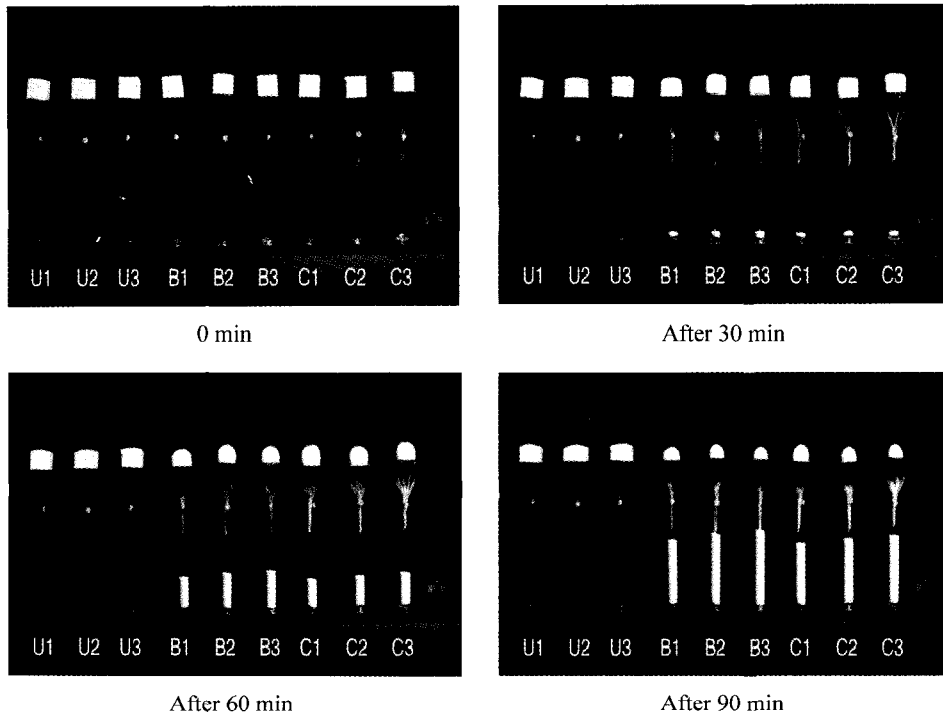 U1 U2 U3 B1 B2 B3 C1 C2 C3
U1 U2 U3 B1 B2 B3 C1 C2 C3
0 min
After 30 min
U1 U2 U3 B1 B2 B3 C1 C2 C3
U1 U2 U3 B1 B2 B3 C1 C2 C3
After 60 min
After 90 min